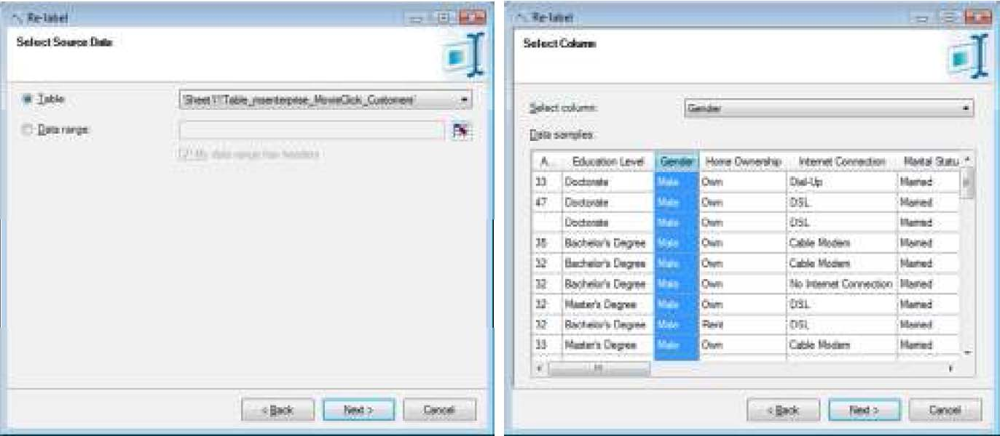 Re-label
Select Source Data
Table
'Sheet1'!'Table_msenterprise_MovieClick_Customers'
Data range:
My data range has headers
< Back Next > Cancel
Re-label
Select Column
Select column: Gender
Data samples:
A... Education Level Gender Home Ownership Internet Connection Marital Statu
33 Doctorate Male Own Dial-Up Married
47 Doctorate Male Own DSL Married
Doctorate Male Own DSL Married
35 Bachelor's Degree Male Own Cable Modem Married
32 Bachelor's Degree Male Own Cable Modem Married
32 Bachelor's Degree Male Own No Internet Connection Married
32 Master's Degree Male Own DSL Married
32 Bachelor's Degree Male Rent DSL Married
33 Master's Degree Male Own Cable Modem Married
< Back Next > Cancel